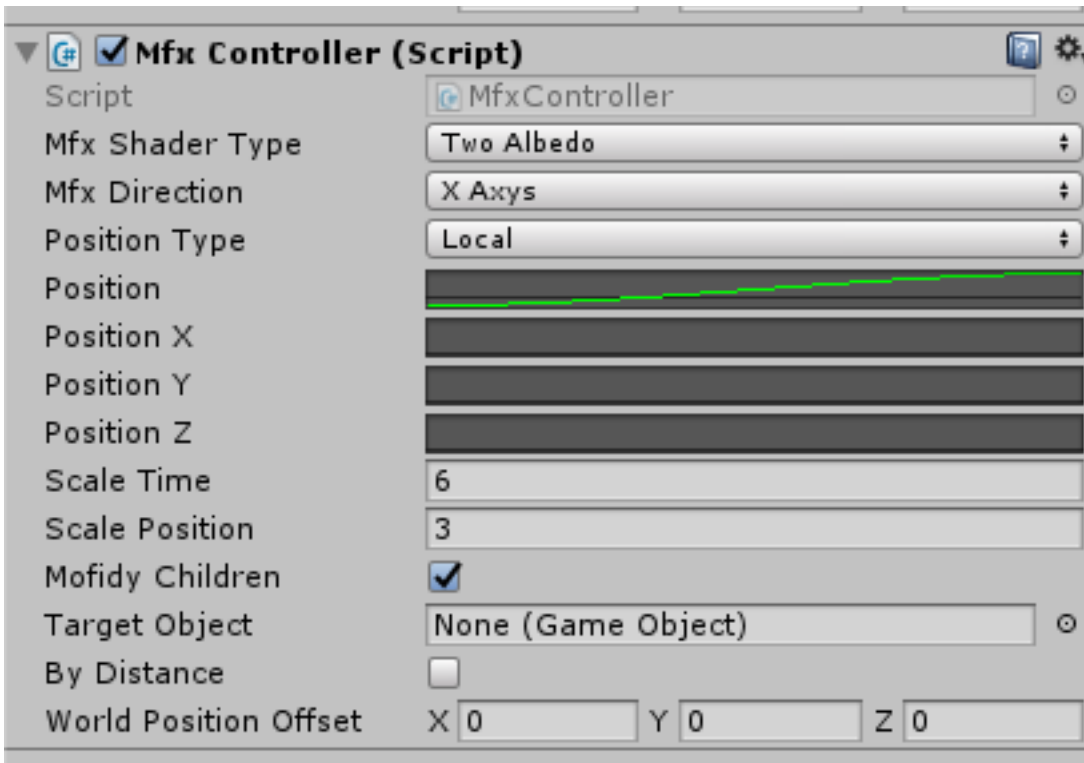 Mfx Controller (Script)
Script MfxController
Mfx Shader Type Two Albedo
Mfx Direction X Axys
Position Type Local
Position
Position X
Position Y
Position Z
Scale Time 6
Scale Position 3
Mofidy Children
Target Object None (Game Object)
By Distance
World Position Offset X 0 Y 0 Z 0